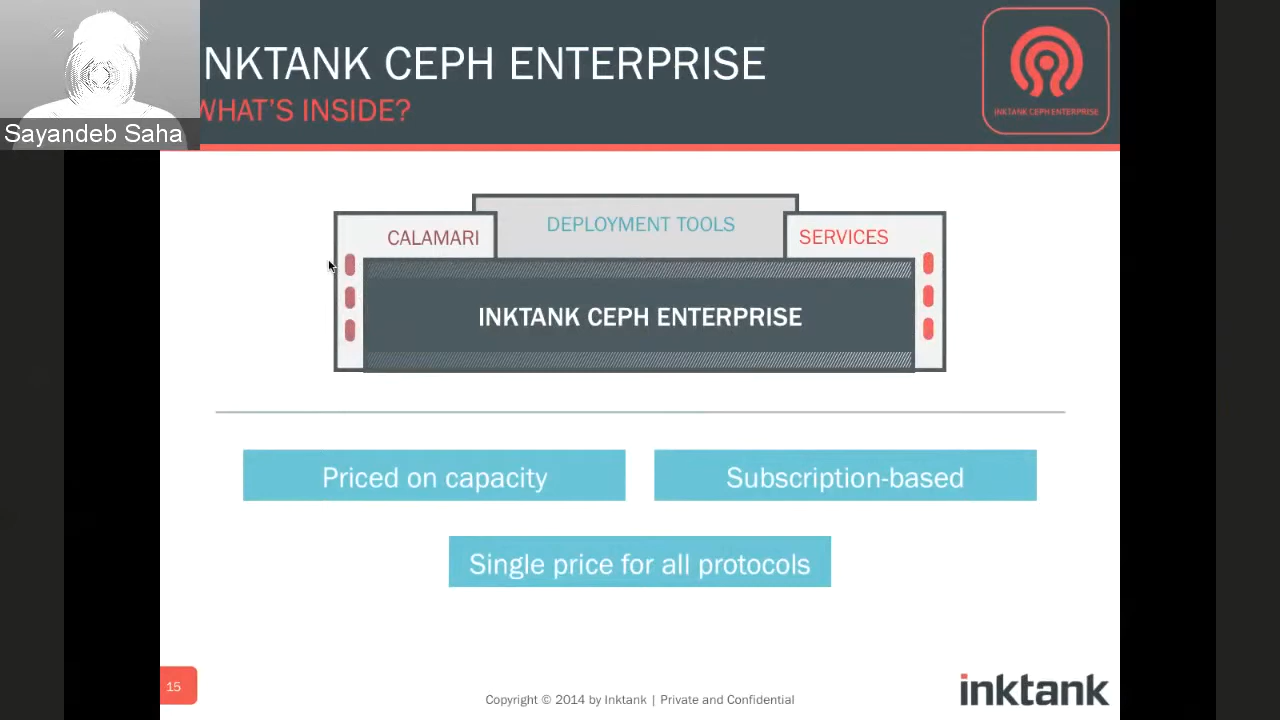 NKTANK CEPH ENTERPRISE
WHAT'S INSIDE?
INKTANK CEPH ENTERPRISE
Sayandeb Saha
DEPLOYMENT TOOLS
CALAMARI
SERVICES
INKTANK CEPH ENTERPRISE
Priced on capacity
Subscription-based
Single price for all protocols
15
Copyright © 2014 by Inktank | Private and Confidential
inktank